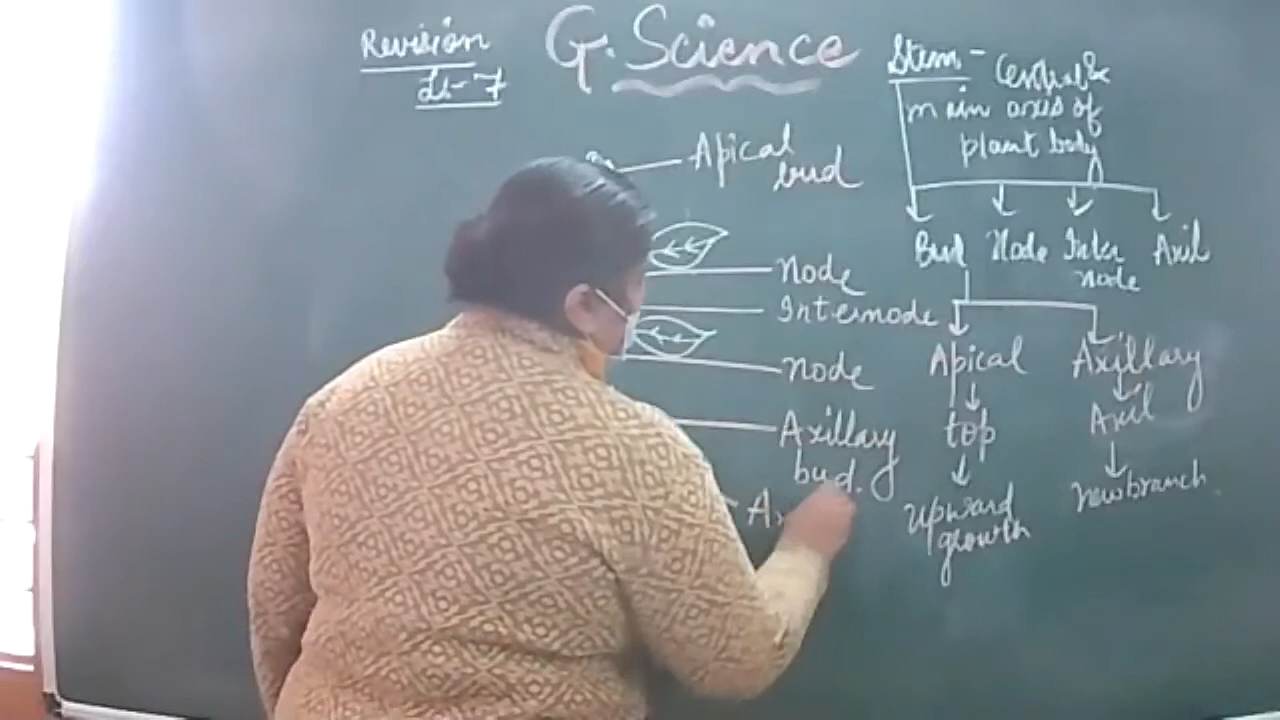 Revision
L-7
G. Science
Stem - Central &
main axis of
plant body
Bud Node Inter Axil
node
Apical
bud
Node
Internode
Node
Axillary
bud.
Apical Axillary
top Axil
Upward growth
New branch